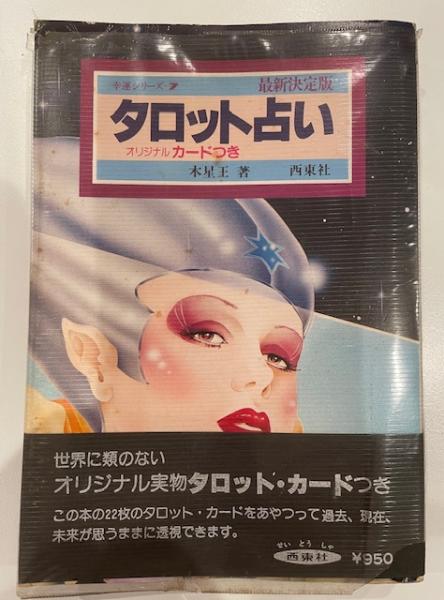 幸運シリーズ-7
最新決定版
タロット占い
オリジナル カードつき
木星王 著 西東社
世界に類のない
オリジナル実物タロット・カードつき
この本の22枚のタロット・カードをあやつって過去、現在、
未来が思うままに透視できます。
せいとうしゃ
西東社 ¥950